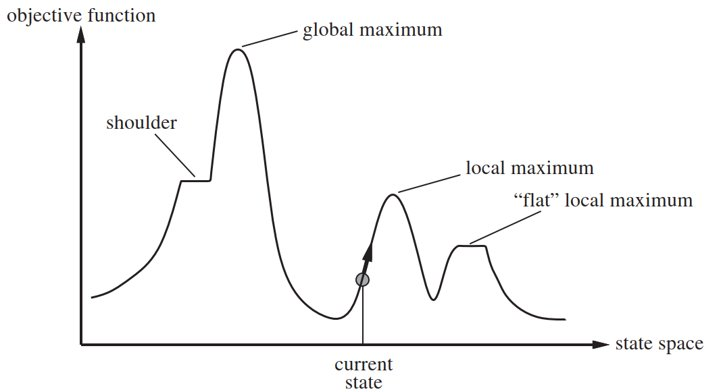 objective function
global maximum
shoulder
local maximum
“flat” local maximum
state space
current
state